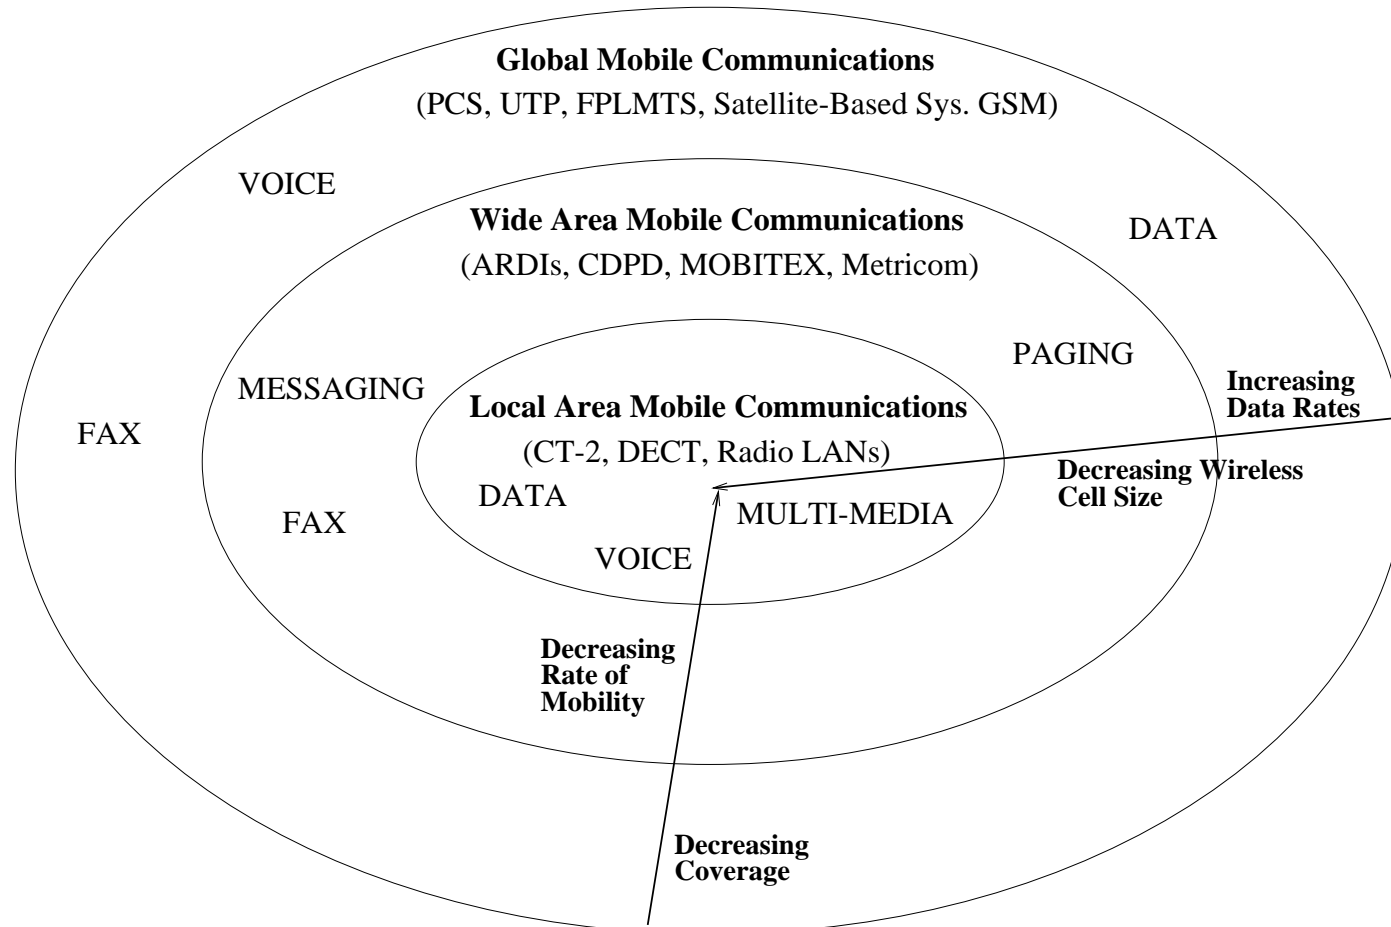 Global Mobile Communications
(PCS, UTP, FPLMTS, Satellite-Based Sys. GSM)
VOICE
Wide Area Mobile Communications
DATA
(ARDIs, CDPD, MOBITEX, Metricom)
PAGING
MESSAGING
Increasing
Data Rates
Local Area Mobile Communications
FAX
(CT-2, DECT, Radio LANs)
Decreasing Wireless
Cell Size
DATA
MULTI-MEDIA
FAX
VOICE
Decreasing
Rate of
Mobility
Decreasing
Coverage